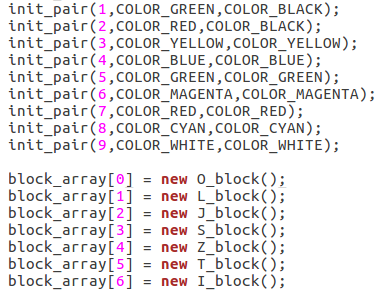 init_pair(1,COLOR_GREEN,COLOR_BLACK);
init_pair(2,COLOR_RED,COLOR_BLACK);
init_pair(3,COLOR_YELLOW,COLOR_YELLOW);
init_pair(4,COLOR_BLUE,COLOR_BLUE);
init_pair(5,COLOR_GREEN,COLOR_GREEN);
init_pair(6,COLOR_MAGENTA,COLOR_MAGENTA);
init_pair(7,COLOR_RED,COLOR_RED);
init_pair(8,COLOR_CYAN,COLOR_CYAN);
init_pair(9,COLOR_WHITE,COLOR_WHITE);
block_array[0] = new O_block();
block_array[1] = new L_block();
block_array[2] = new J_block();
block_array[3] = new S_block();
block_array[4] = new Z_block();
block_array[5] = new T_block();
block_array[6] = new I_block();